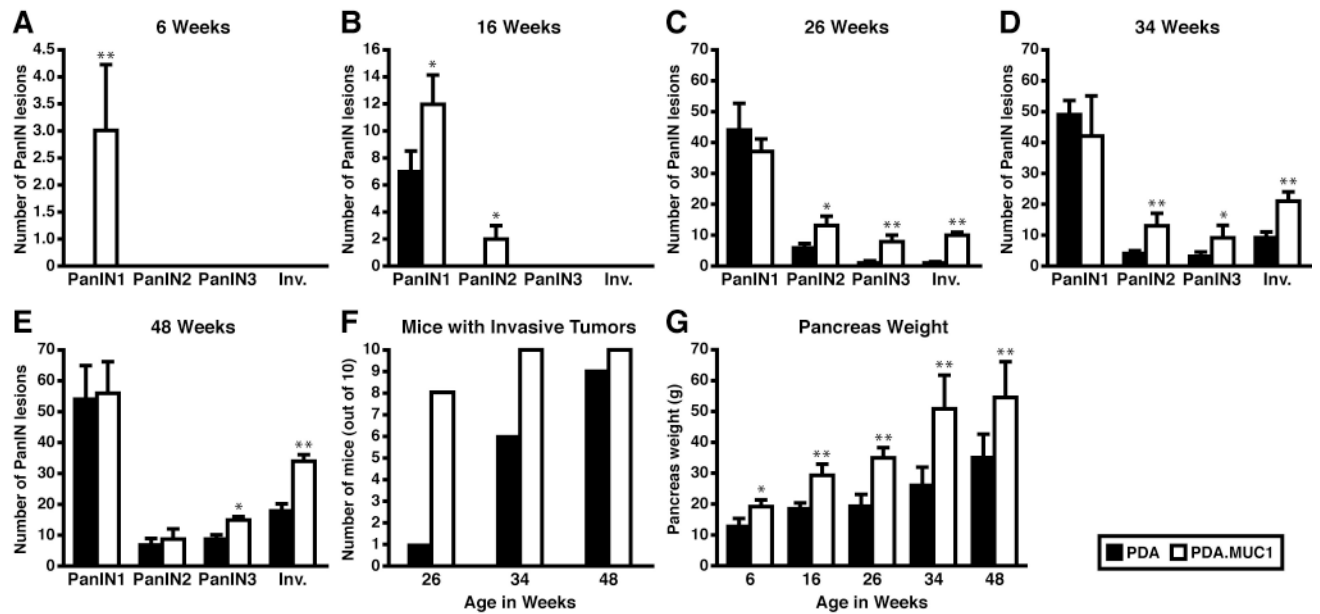 A
6 Weeks
Number of PanIN lesions
4.5
4.0
3.5
3.0
2.5
2.0
1.5
1.0
0.5
0.0
**
PanIN1 PanIN2 PanIN3 Inv.
B
16 Weeks
Number of PanIN lesions
16
14
12
10
8
6
4
2
0
*
*
PanIN1 PanIN2 PanIN3 Inv.
C
26 Weeks
Number of PanIN lesions
70
60
50
40
30
20
10
0
*
**
**
PanIN1 PanIN2 PanIN3 Inv.
D
34 Weeks
Number of PanIN lesions
70
60
50
40
30
20
10
0
**
*
**
PanIN1 PanIN2 PanIN3 Inv.
E
48 Weeks
Number of PanIN lesions
70
60
50
40
30
20
10
0
*
**
PanIN1 PanIN2 PanIN3 Inv.
F
Mice with Invasive Tumors
Number of mice (out of 10)
10
9
8
7
6
5
4
3
2
1
0
26 34 48
Age in Weeks
G
Pancreas Weight
Pancreas weight (g)
70
60
50
40
30
20
10
0
*
**
**
**
**
6 16 26 34 48
Age in Weeks
PDA PDA.MUC1